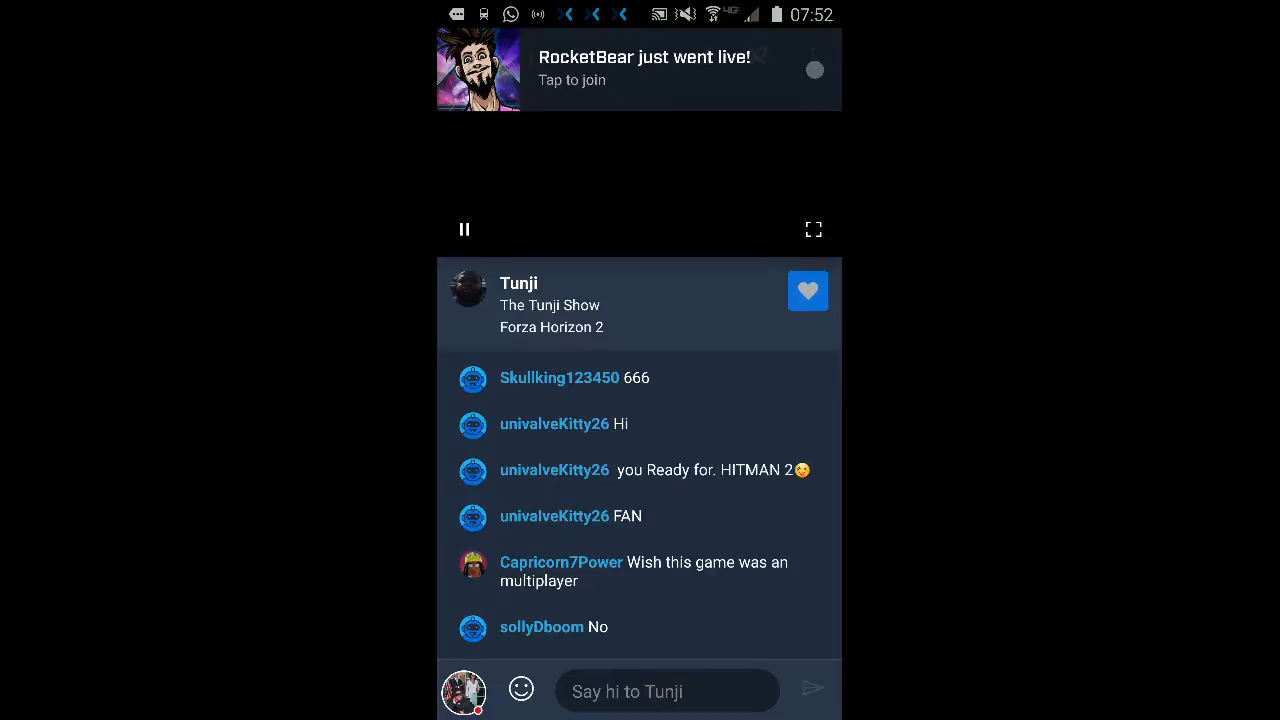 07:52
RocketBear just went live!
Tap to join
Tunji
The Tunji Show
Forza Horizon 2
Skullking123450 666
univalveKitty26 Hi
univalveKitty26 you Ready for. HITMAN 2😜
univalveKitty26 FAN
Capricorn7Power Wish this game was an
multiplayer
sollyDboom No
Say hi to Tunji